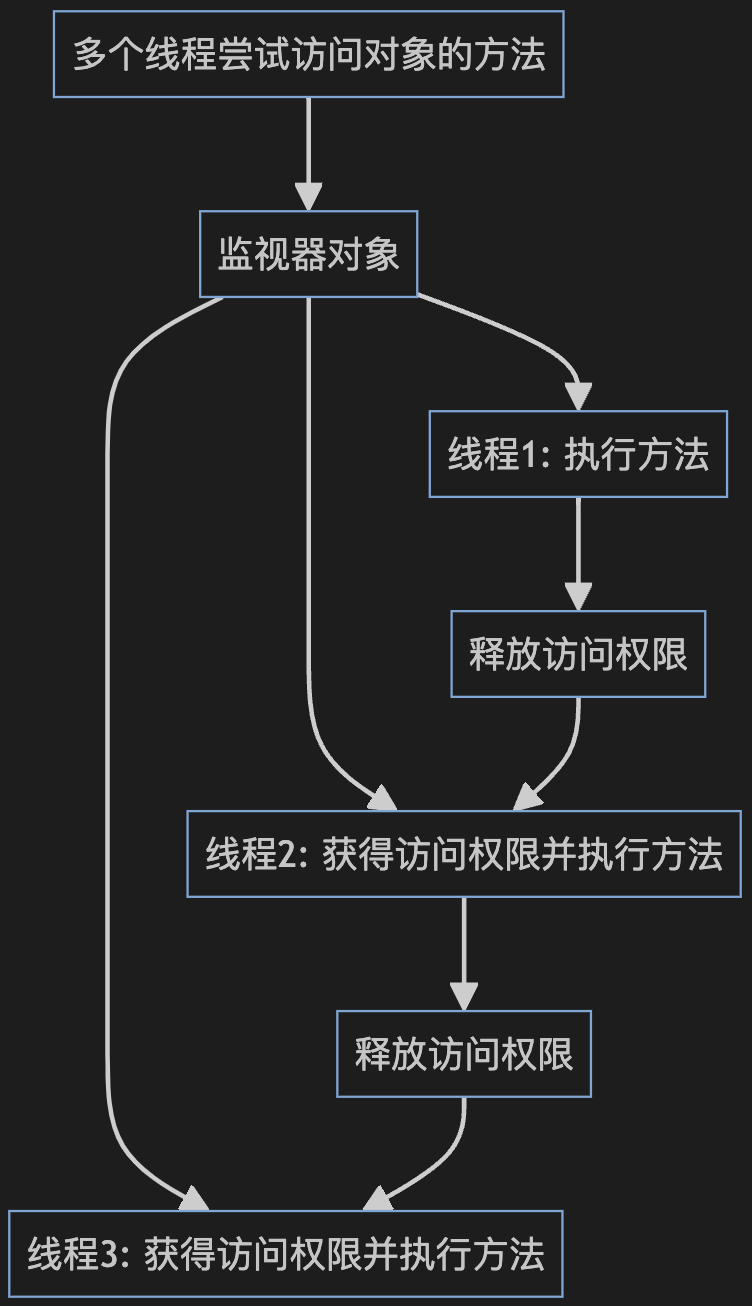 多个线程尝试访问对象的方法
监视器对象
线程1: 执行方法
释放访问权限
线程2: 获得访问权限并执行方法
释放访问权限
线程3: 获得访问权限并执行方法